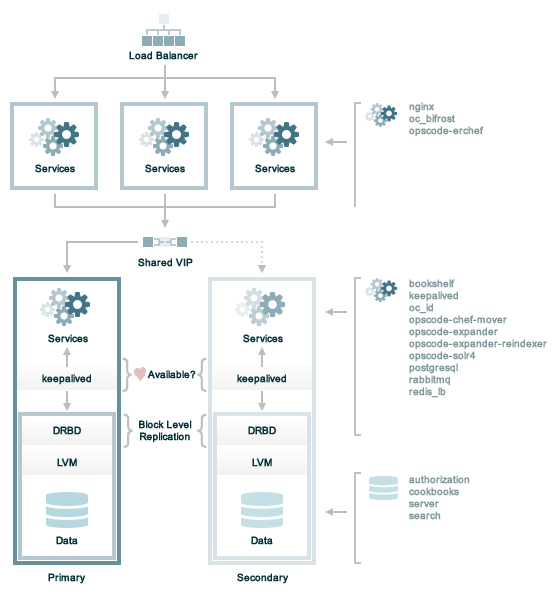 Load Balancer
Services
Services
Services
nginx
oc_bifrost
opscode-erchef
Shared VIP
Services
keepalived
DRBD
LVM
Data
Primary
Available?
Block Level
Replication
Services
keepalived
DRBD
LVM
Data
Secondary
bookshelf
keepalived
oc_id
opscode-chef-mover
opscode-expander
opscode-expander-reindexer
opscode-solr4
postgresql
rabbitmq
redis_lb
authorization
cookbooks
server
search